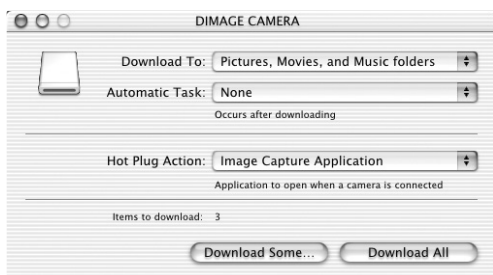 DIMAGE CAMERA
Download To: Pictures, Movies, and Music folders
Automatic Task: None
Occurs after downloading
Hot Plug Action: Image Capture Application
Application to open when a camera is connected
Items to download: 3
Download Some... Download All